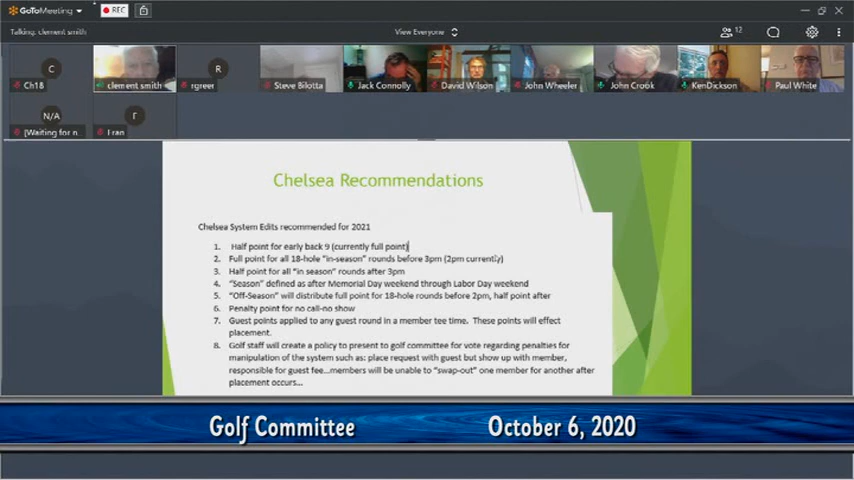 GoToMeeting
REC
Talking: clement smith
View Everyone
12
C
R
Ch18
clement smith
rgreer
Steve Bilotta
Jack Connolly
David Wilson
John Wheeler
John Crook
KenDickson
Paul White
N/A
F
[Waiting for n...
Fran
Chelsea Recommendations
Chelsea System Edits recommended for 2021
1. Half point for early back 9 (currently full point)
2. Full point for all 18-hole "in-season" rounds before 3pm (2pm currently)
3. Half point for all "in season" rounds after 3pm
4. "Season" defined as after Memorial Day weekend through Labor Day weekend
5. "Off-Season" will distribute full point for 18-hole rounds before 2pm, half point after
6. Penalty point for no call-no show
7. Guest points applied to any guest round in a member tee time. These points will effect
placement.
8. Golf staff will create a policy to present to golf committee for vote regarding penalties for
manipulation of the system such as: place request with guest but show up with member,
responsible for guest fee...members will be unable to "swap-out" one member for another after
placement occurs...
Golf Committee October 6, 2020